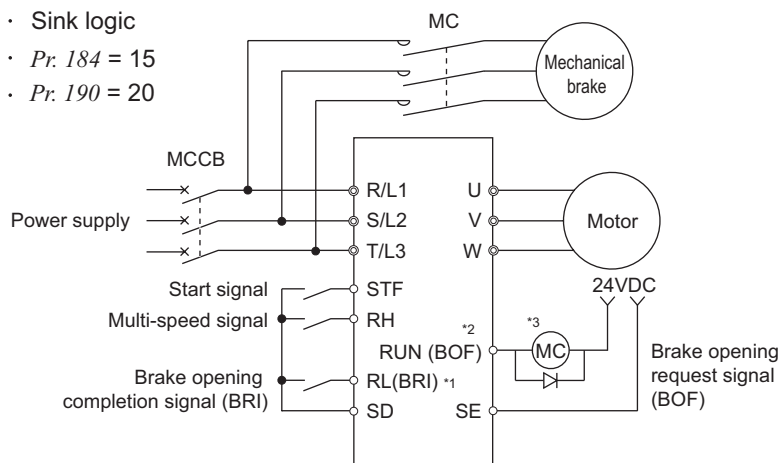 · Sink logic
· Pr. 184 = 15
· Pr. 190 = 20
MC
Mechanical
brake
MCCB
R/L1
U
Power supply
S/L2
V
Motor
T/L3
W
24VDC
Start signal
STF
Multi-speed signal
RH
*2
*3
RUN (BOF)
MC
Brake opening
request signal
(BOF)
Brake opening
completion signal (BRI)
RL(BRI) *1
SD
SE